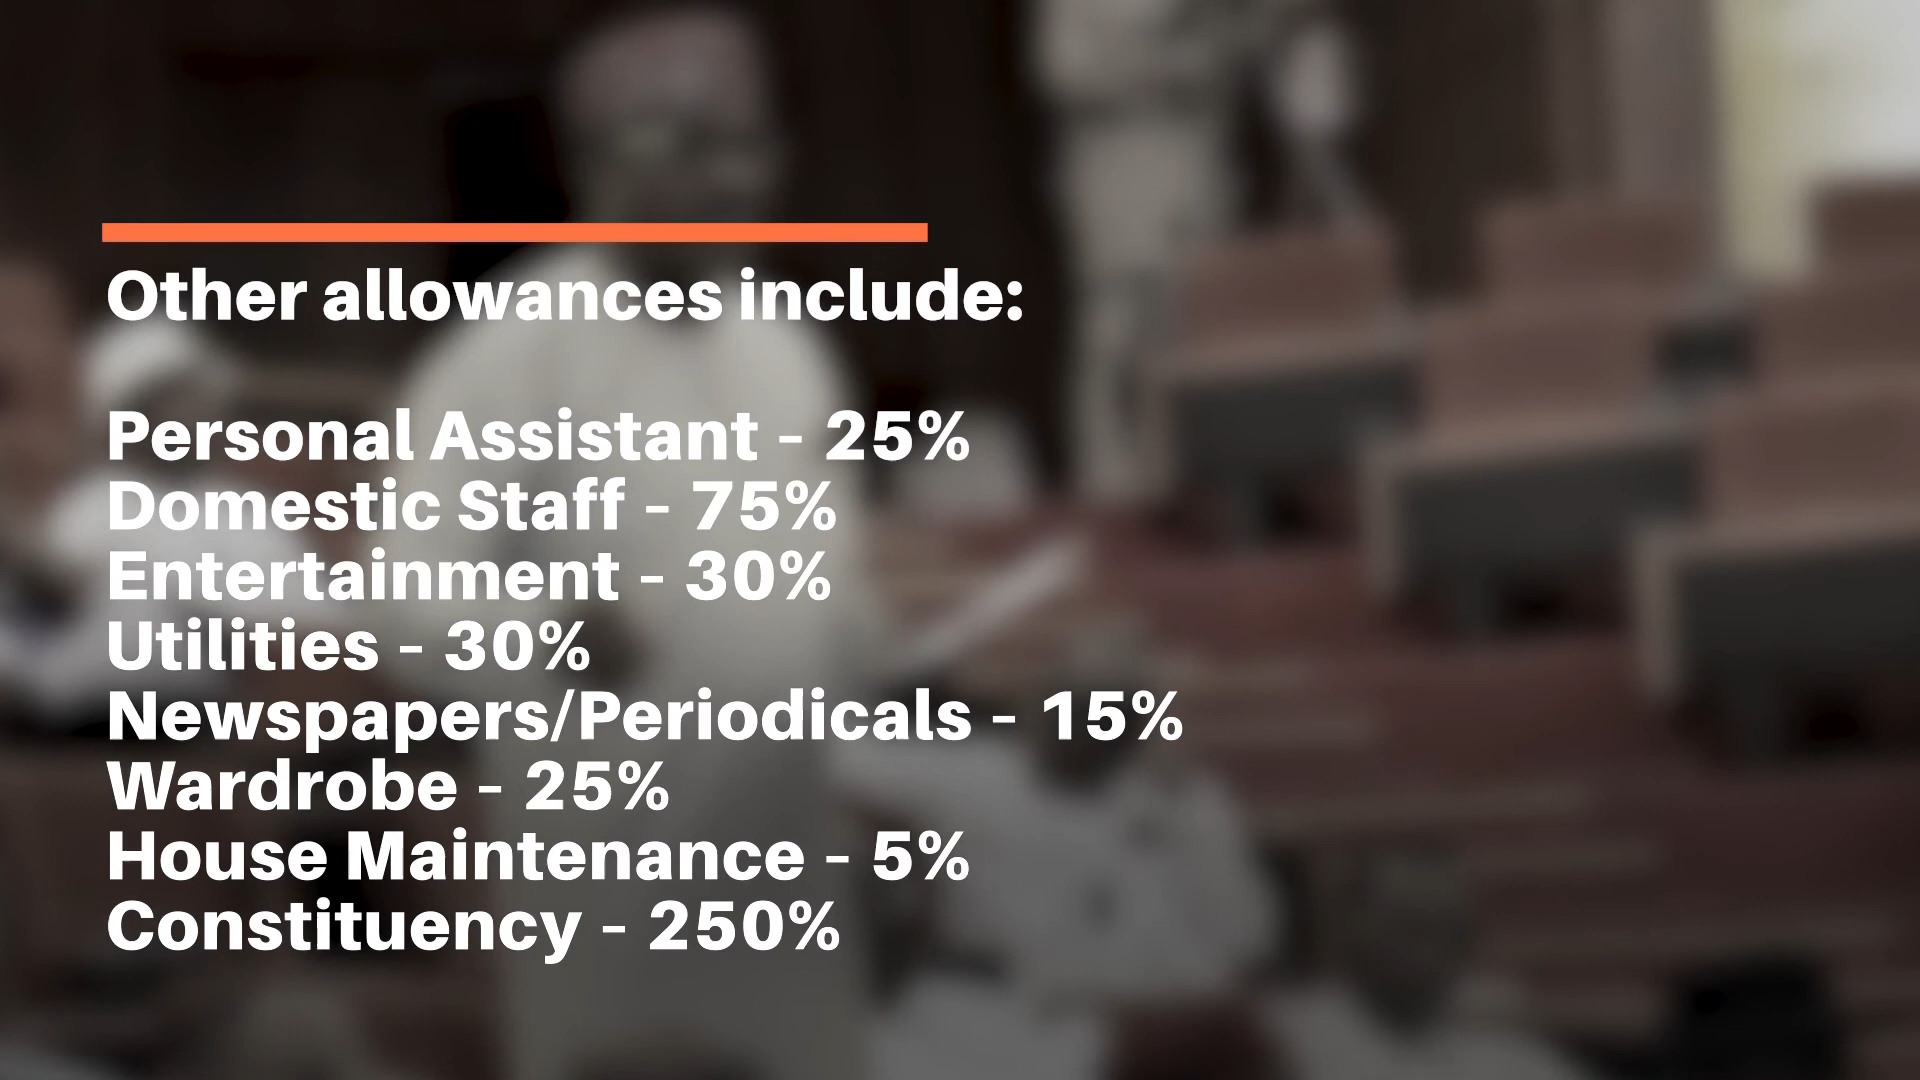 Other allowances include:
Personal Assistant - 25%
Domestic Staff - 75%
Entertainment - 30%
Utilities - 30%
Newspapers/Periodicals - 15%
Wardrobe - 25%
House Maintenance - 5%
Constituency - 250%